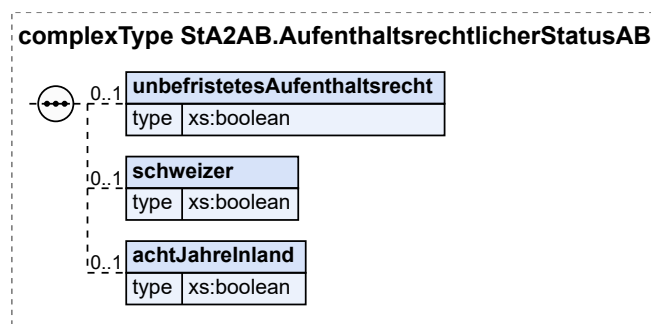 complexType StA2AB.AufenthaltsrechtlicherStatusAB
0..1 unbefristetesAufenthaltsrecht
type xs:boolean
0..1 schweizer
type xs:boolean
0..1 achtJahreInland
type xs:boolean